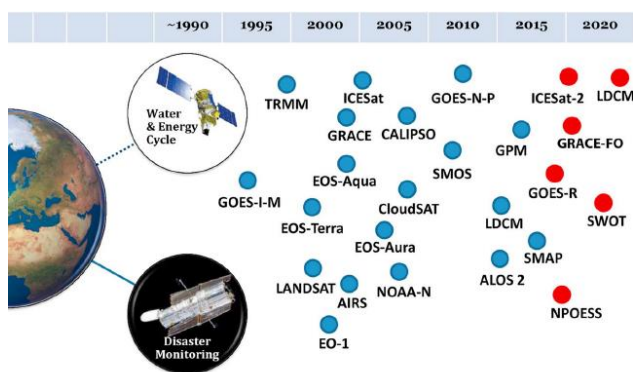 ~1990 1995 2000 2005 2010 2015 2020
Water
& Energy
Cycle
TRMM
ICESat
GOES-N-P
ICESat-2
LDCM
GRACE
CALIPSO
GPM
GRACE-FO
SMOS
EOS-Aqua
GOES-I-M
CloudSAT
GOES-R
EOS-Terra
LDCM
SWOT
EOS-Aura
SMAP
LANDSAT
AIRS
NOAA-N
ALOS 2
NPOESS
EO-1
Disaster
Monitoring